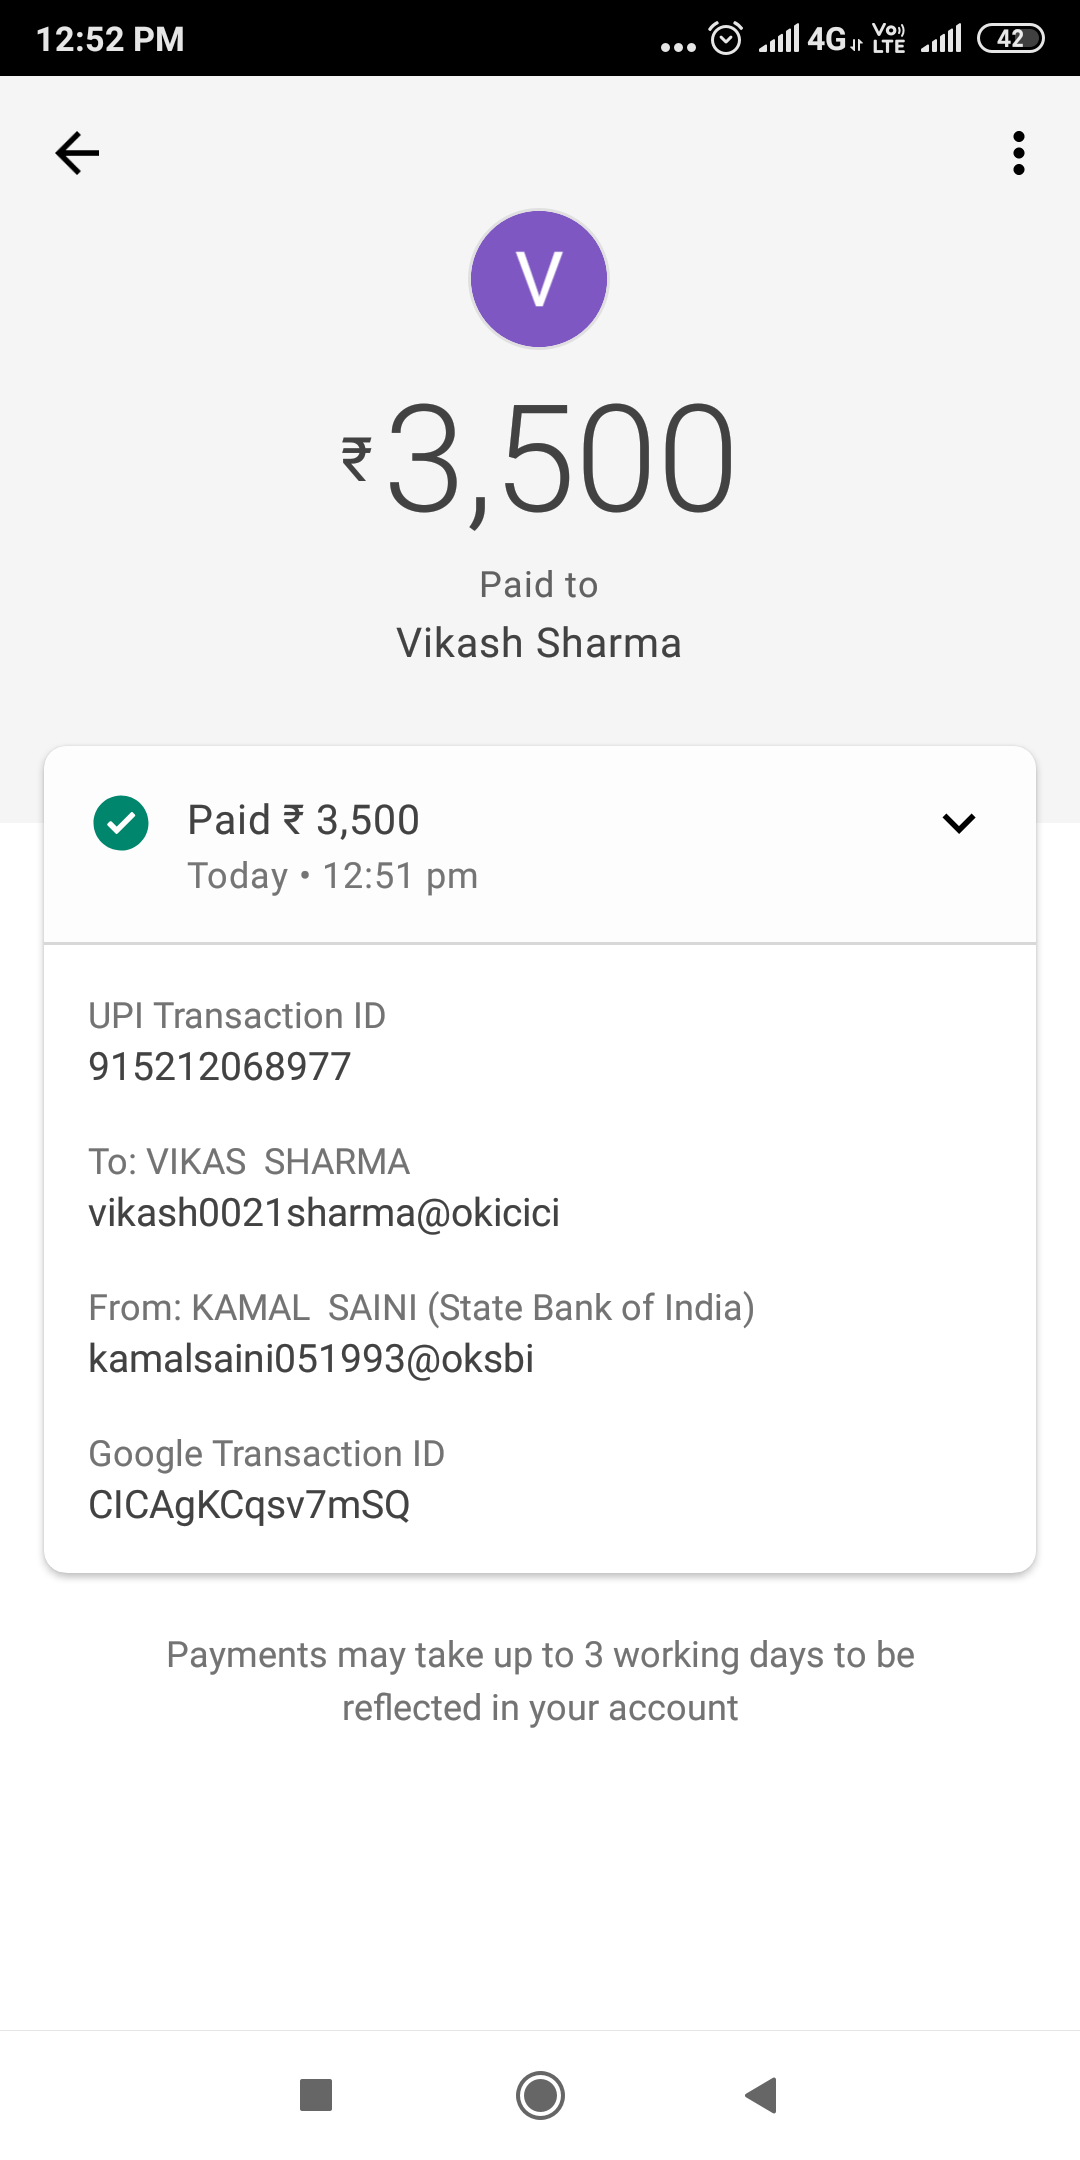 12:52 PM
4G
Vo)) LTE
42
V
₹3,500
Paid to
Vikash Sharma
Paid ₹ 3,500
Today • 12:51 pm
UPI Transaction ID
915212068977
To: VIKAS  SHARMA
vikash0021sharma@okicici
From: KAMAL  SAINI (State Bank of India)
kamalsaini051993@oksbi
Google Transaction ID
CICAgKCqsv7mSQ
Payments may take up to 3 working days to be
reflected in your account